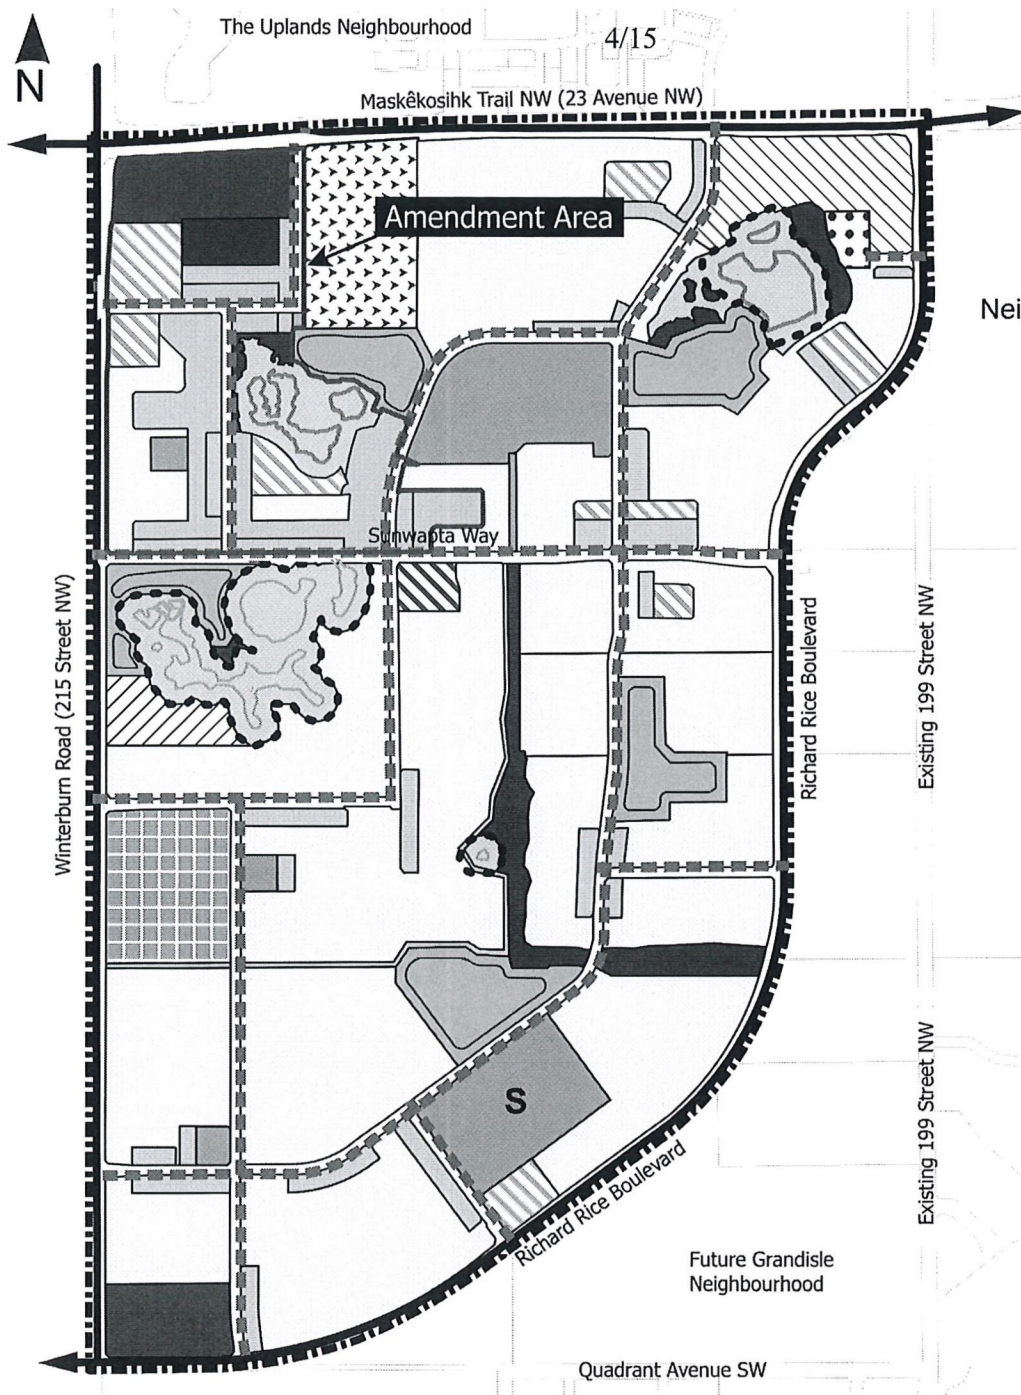 The Uplands Neighbourhood
4/15
N
Maskêkosihk Trail NW (23 Avenue NW)
Amendment Area
Nei
Sunwapta Way
Winterburn Road (215 Street NW)
Richard Rice Boulevard
Existing 199 Street NW
S
Existing 199 Street NW
Richard Rice Boulevard
Future Grandisle
Neighbourhood
Quadrant Avenue SW